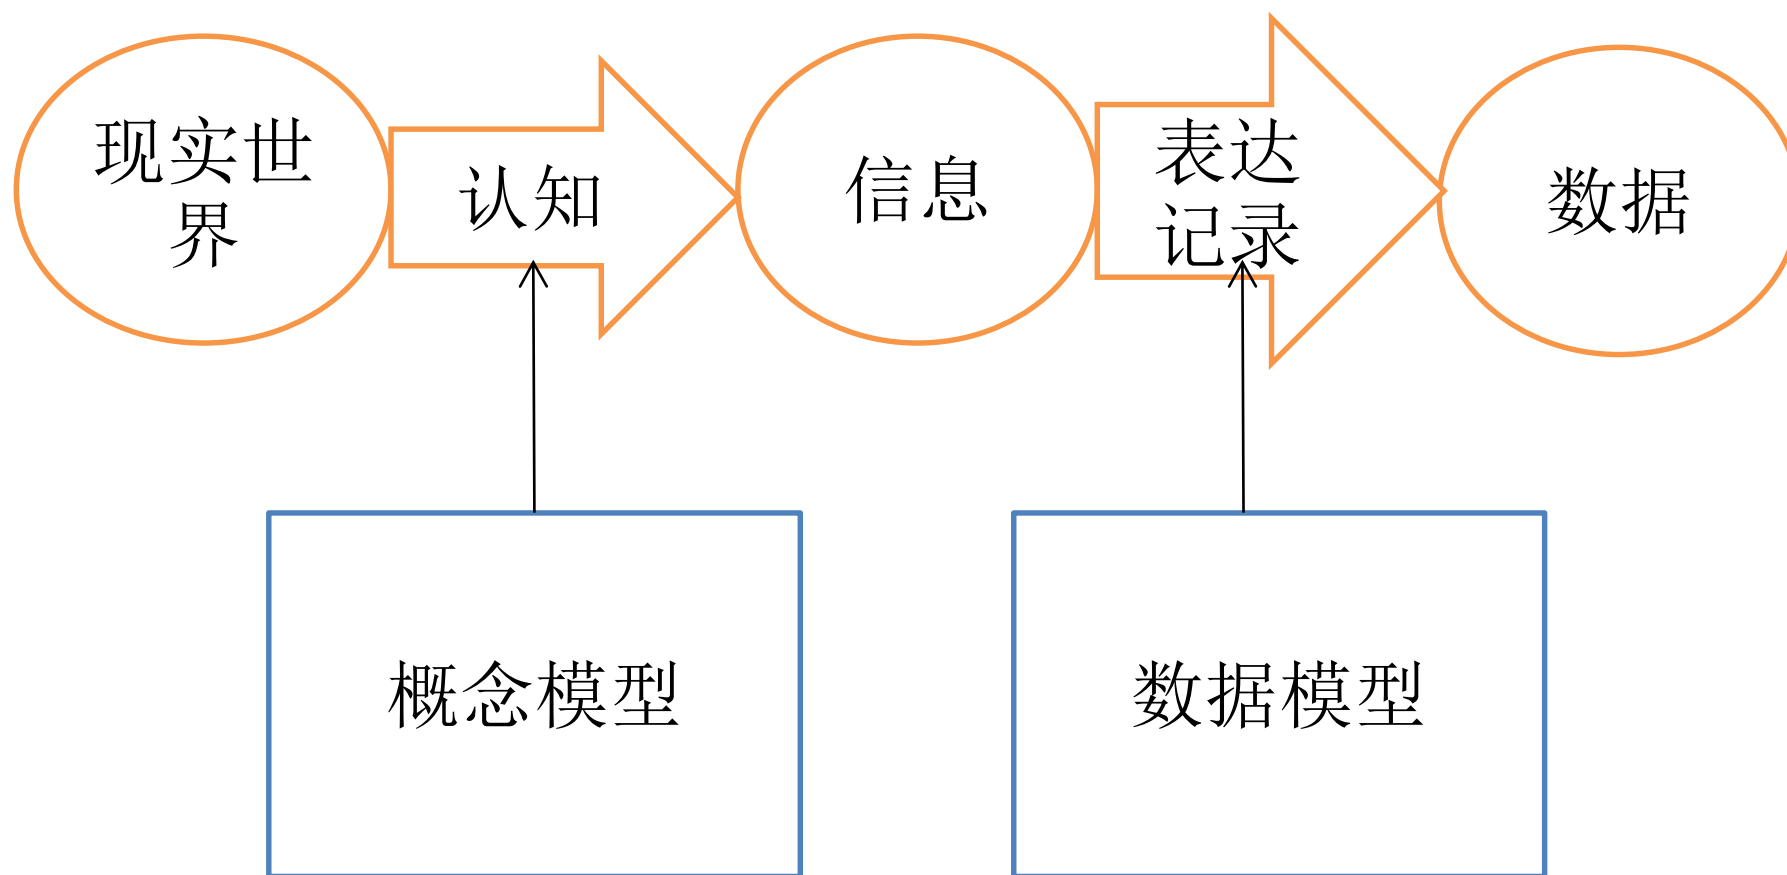 现实世
界
认知
信息
表达
记录
数据
概念模型
数据模型